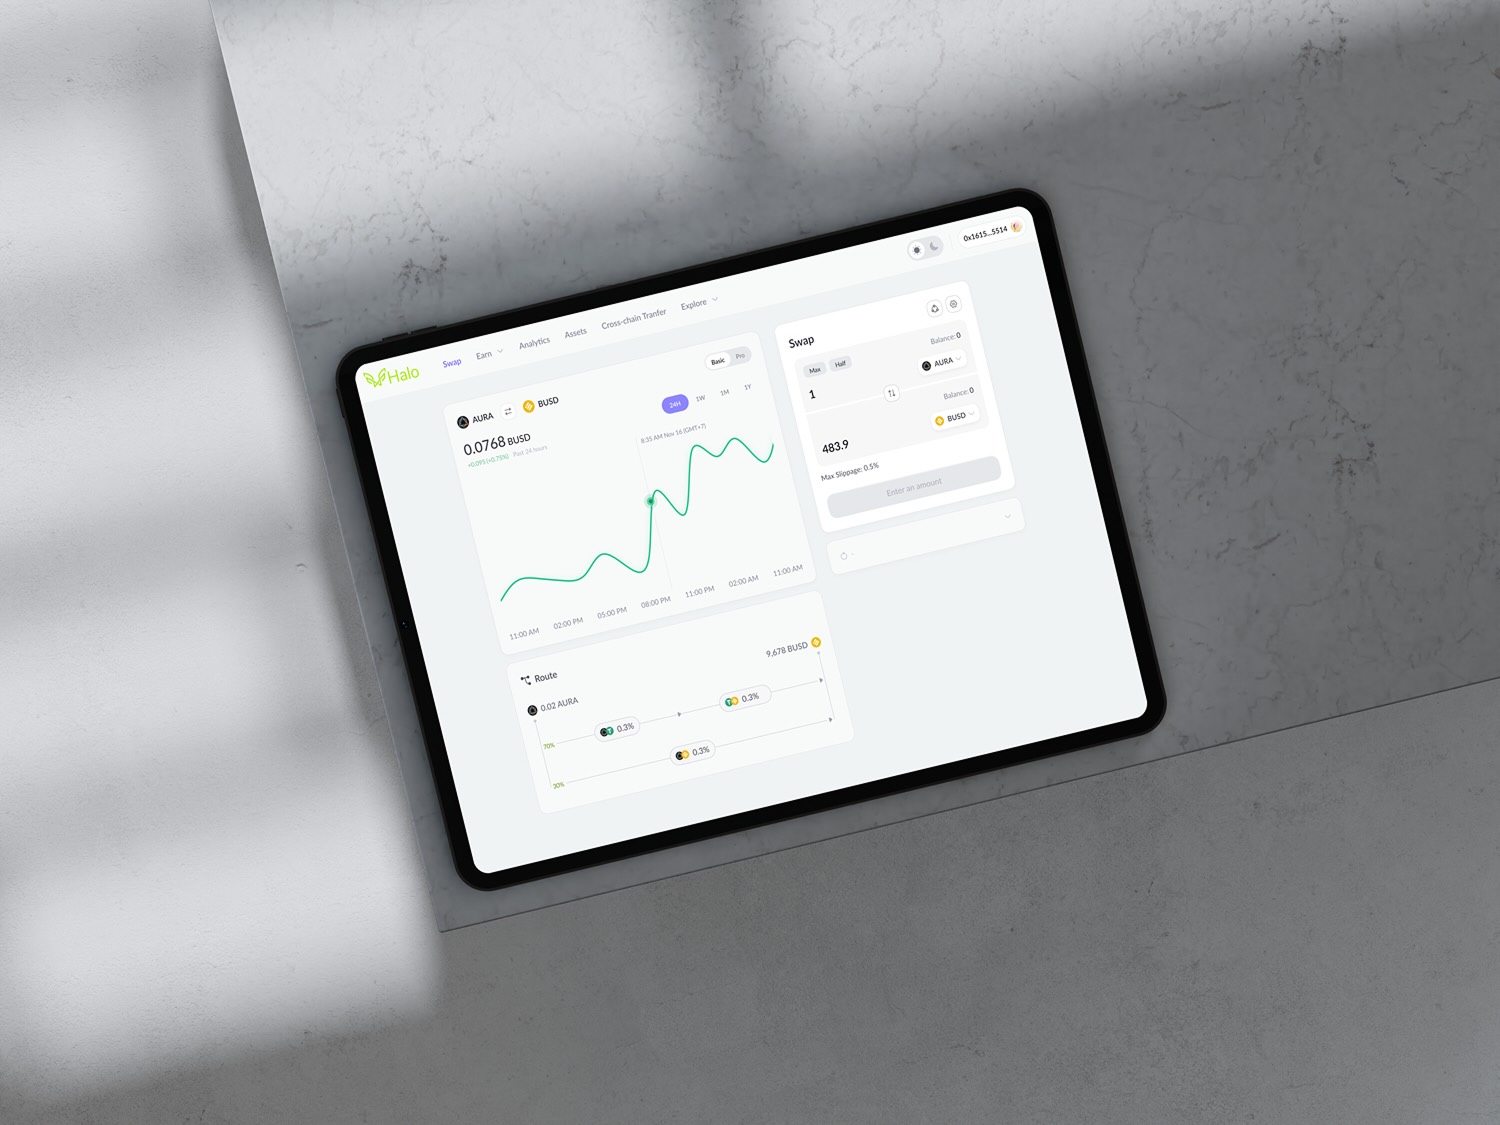 Halo
Swap
Earn
Analytics
Assets
Cross-chain Tranfer
Explore
0x1615...5514
AURA
BUSD
Basic
Pro
0.0768 BUSD
+0.095 (+0.75%) Past 24 hours
24H
1W
1M
1Y
8:35 AM Nov 16 (GMT+7)
11:00 AM
02:00 PM
05:00 PM
08:00 PM
11:00 PM
02:00 AM
11:00 AM
Swap
Max
Half
Balance: 0
1
AURA
Balance: 0
483.9
BUSD
Max Slippage: 0.5%
Enter an amount
Route
9,678 BUSD
0.02 AURA
70%
0.3%
0.3%
30%
0.3%